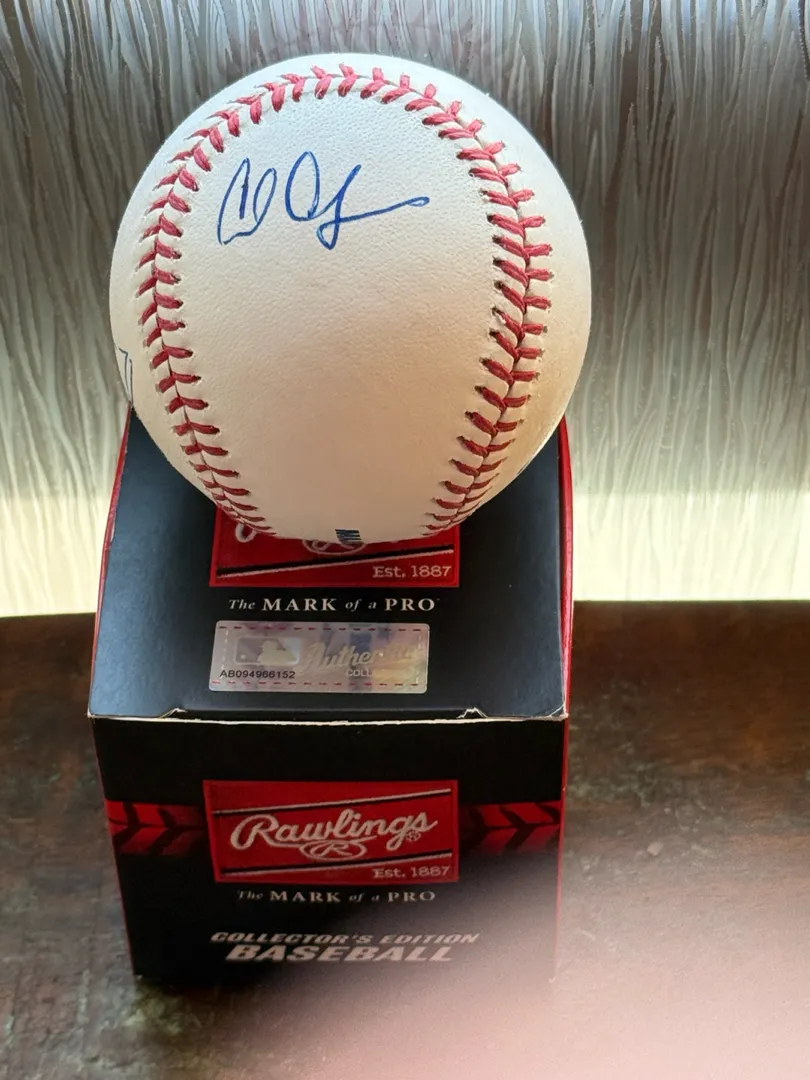 Est. 1887
The MARK of a PRO
AB094966152
Rawlings
R
Est. 1887
The MARK of a PRO
COLLECTOR'S EDITION
BASEBALL